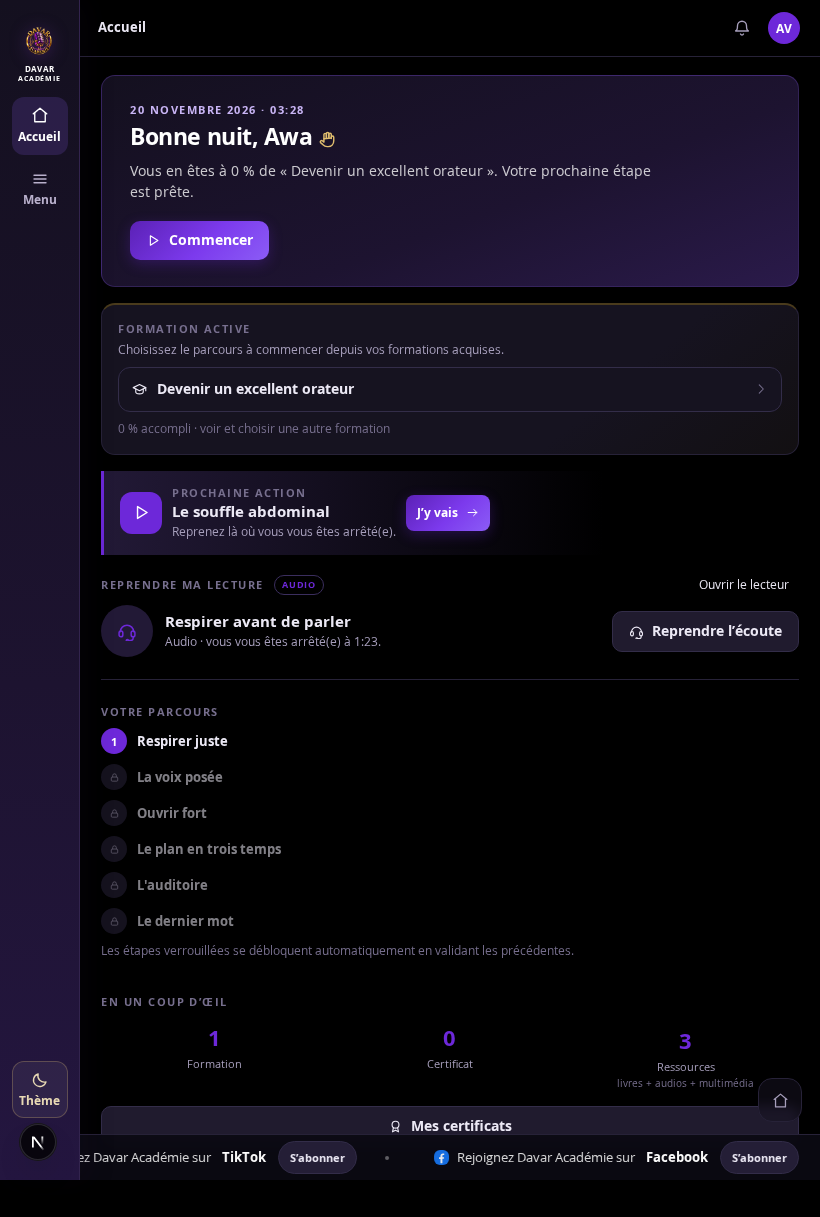 DAVAR
ACADÉMIE
Accueil
Menu
Thème
N
Accueil
AV
20 NOVEMBRE 2026 · 03:28
Bonne nuit, Awa
Vous en êtes à 0 % de « Devenir un excellent orateur ». Votre prochaine étape
est prête.
Commencer
FORMATION ACTIVE
Choisissez le parcours à commencer depuis vos formations acquises.
Devenir un excellent orateur
0 % accompli · voir et choisir une autre formation
PROCHAINE ACTION
Le souffle abdominal
Reprenez là où vous vous êtes arrêté(e).
J’y vais →
REPRENDRE MA LECTURE AUDIO
Ouvrir le lecteur
Respirer avant de parler
Audio · vous vous êtes arrêté(e) à 1:23.
Reprendre l’écoute
VOTRE PARCOURS
1 Respirer juste
La voix posée
Ouvrir fort
Le plan en trois temps
L'auditoire
Le dernier mot
Les étapes verrouillées se débloquent automatiquement en validant les précédentes.
EN UN COUP D’ŒIL
1
Formation
0
Certificat
3
Ressources
livres + audios + multimédia
Mes certificats
ez Davar Académie sur TikTok S’abonner • Rejoignez Davar Académie sur Facebook S’abonner